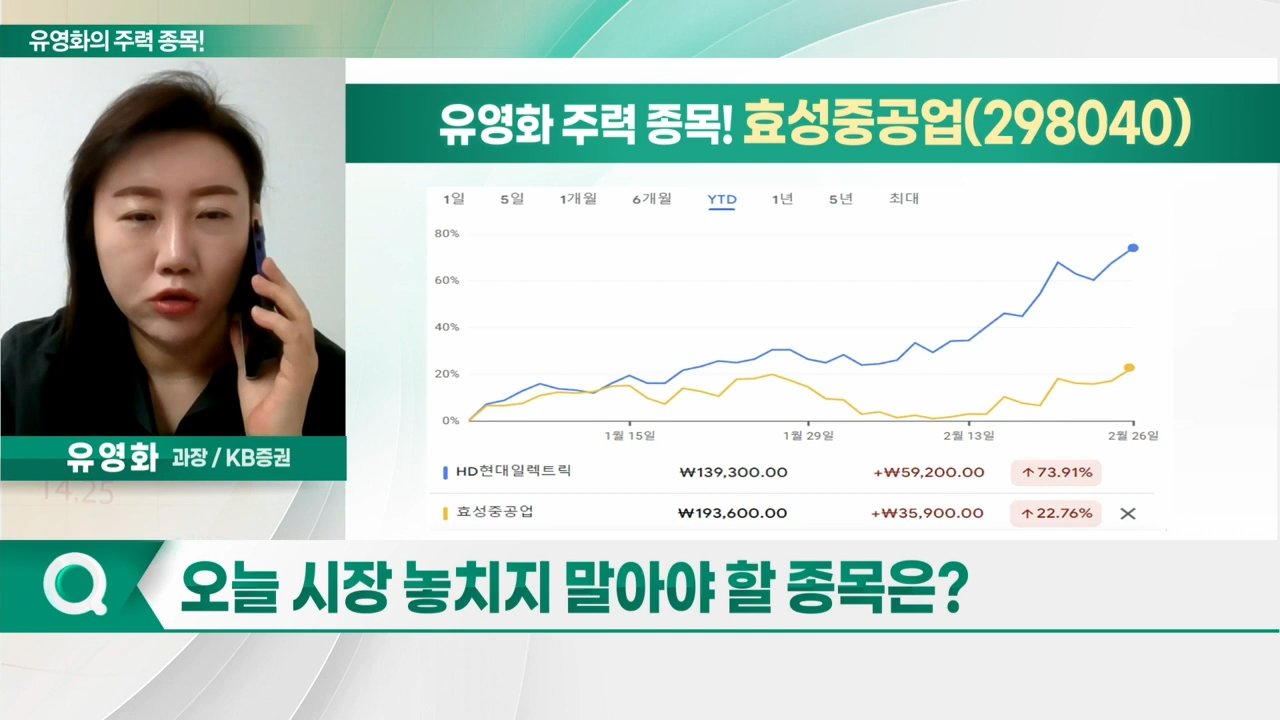 유영화의 주력 종목!
유영화 주력 종목! 효성중공업(298040)
1일 5일 1개월 6개월 YTD 1년 5년 최대
80%
60%
40%
20%
0%
1월 15일 1월 29일 2월 13일 2월 26일
HD현대일렉트릭 ₩139,300.00 +₩59,200.00 ↑73.91%
효성중공업 ₩193,600.00 +₩35,900.00 ↑22.76% ✕
유영화 과장 / KB증권
14.25
Q 오늘 시장 놓치지 말아야 할 종목은?